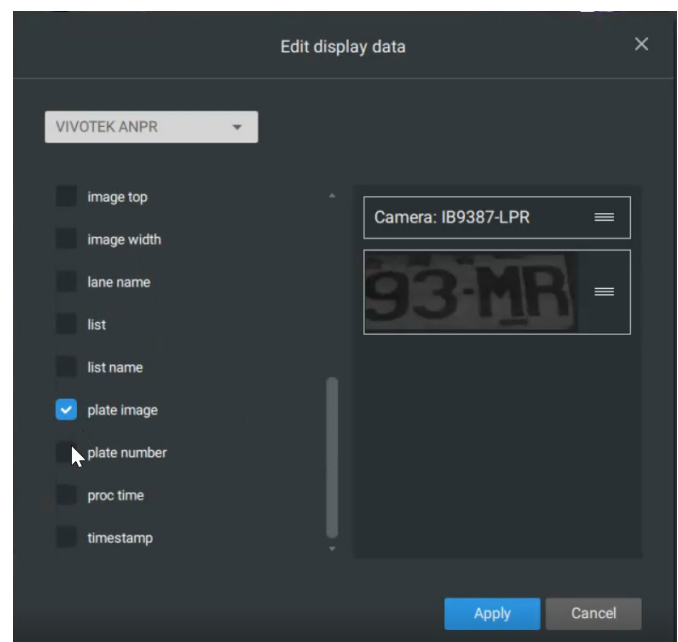 Edit display data
VIVOTEK ANPR
image top
image width
lane name
list
list name
plate image
plate number
proc time
timestamp
Camera: IB9387-LPR
93-MR
Apply
Cancel